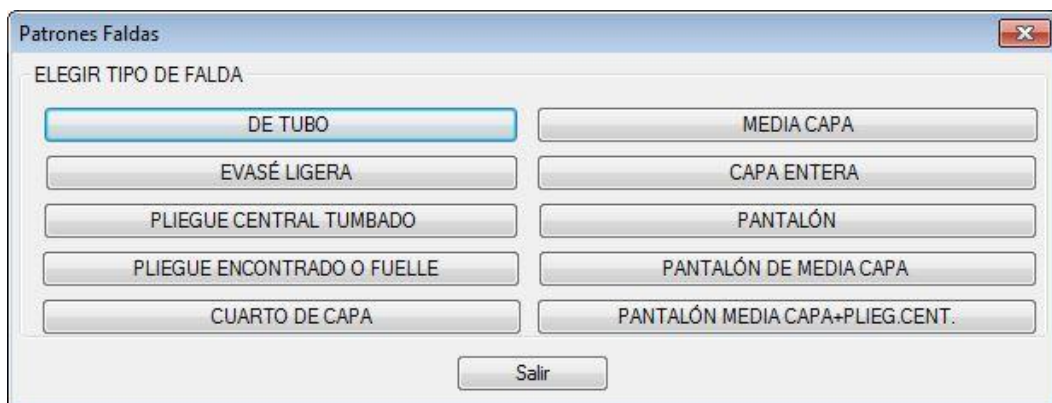 Patrones Faldas
ELEGIR TIPO DE FALDA
DE TUBO
MEDIA CAPA
EVASÉ LIGERA
CAPA ENTERA
PLIEGUE CENTRAL TUMBADO
PANTALÓN
PLIEGUE ENCONTRADO O FUELLE
PANTALÓN DE MEDIA CAPA
CUARTO DE CAPA
PANTALÓN MEDIA CAPA+PLIEG.CENT.
Salir